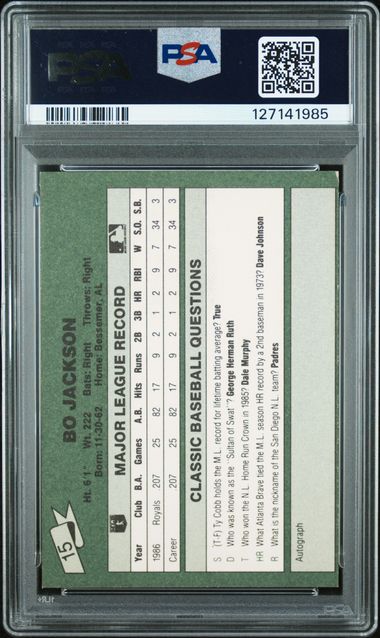 PSA
PSA
127141985
15
BO JACKSON
Ht. 6'1" Wt. 222 Bats: Right Throws: Right
Born: 11-30-62 Home: Bessemer, AL
MAJOR LEAGUE RECORD
Year Club B.A. Games A.B. Hits Runs 2B 3B HR RBI W S.O. S.B.
1986 Royals 207 25 82 17 9 2 1 2 9 7 34 3
Career 207 25 82 17 9 2 1 2 9 7 34 3
CLASSIC BASEBALL QUESTIONS
S (T-F) Ty Cobb holds the M.L. record for lifetime batting average? True
D Who was known as the "Sultan of Swat"? George Herman Ruth
T Who won the N.L. Home Run Crown in 1985? Dale Murphy
HR What Atlanta Brave tied the M.L. season HR record by a 2nd baseman in 1973? Dave Johnson
R What is the nickname of the San Diego N.L. team? Padres
Autograph